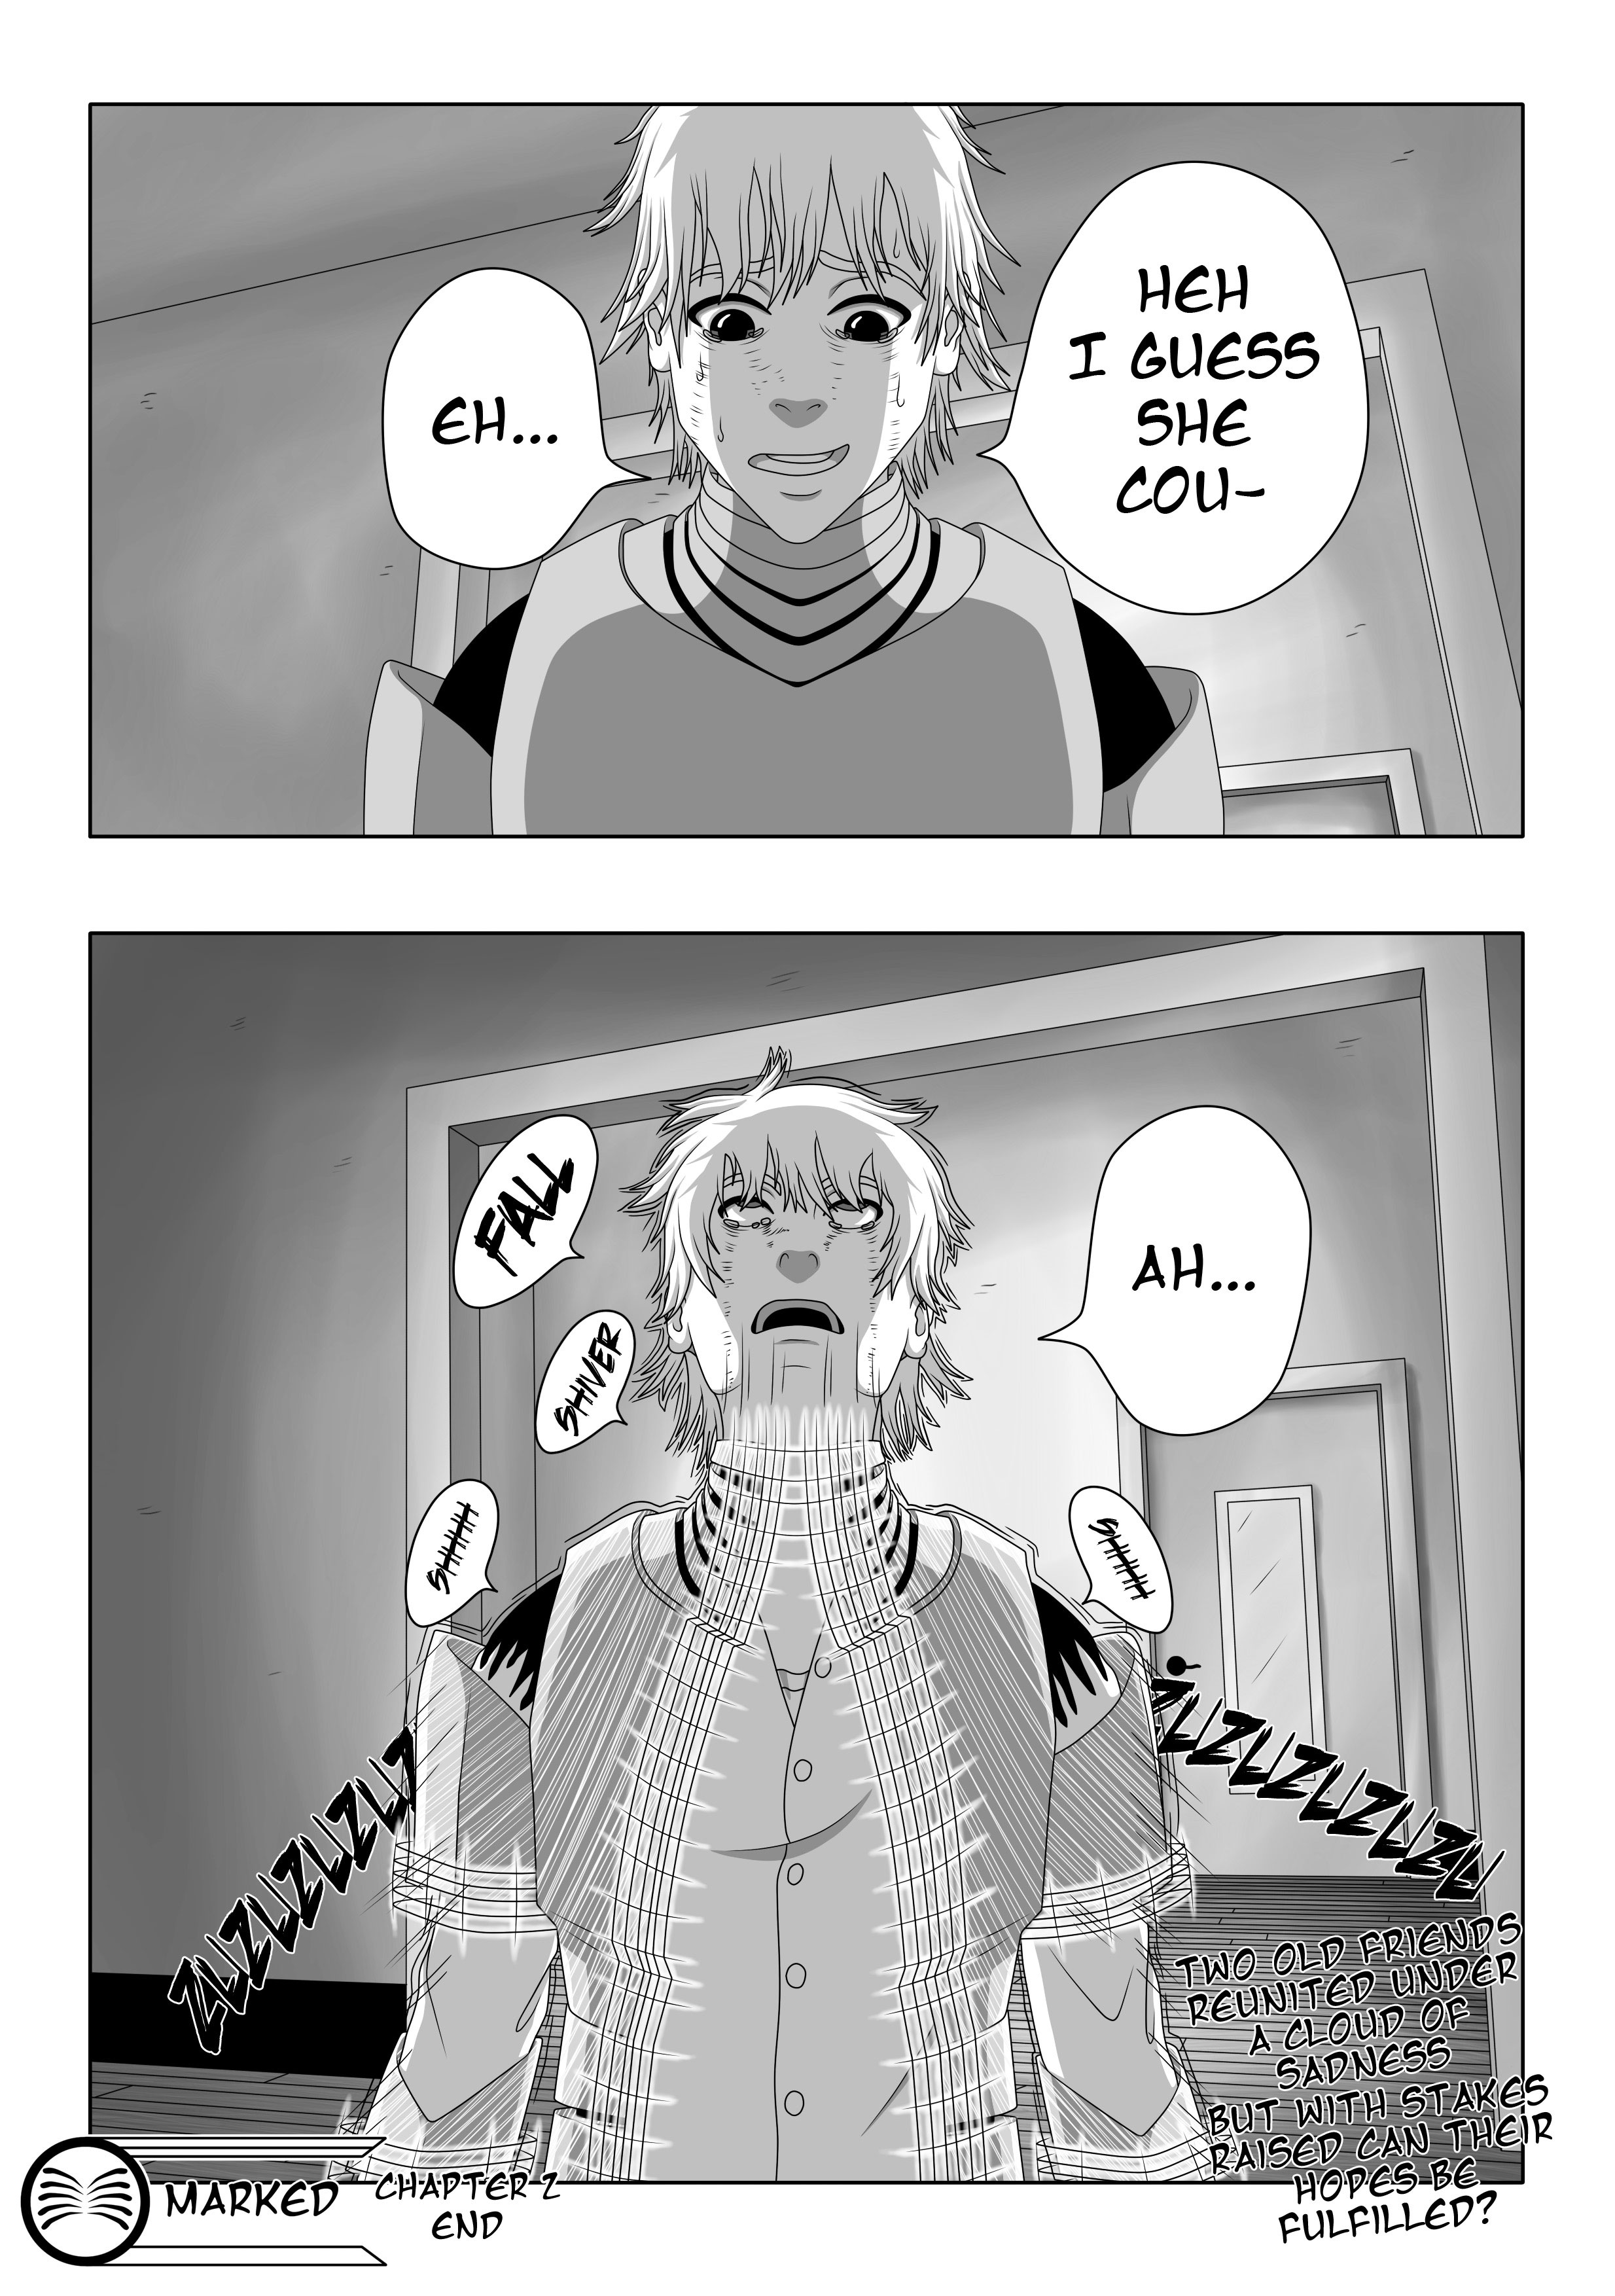 EH...
HEH
I GUESS
SHE
COU-
FALL
AH...
SHIVER
SHHHH
SHHHH
ZUZUZUZUZ
ZUZUZUZUZU
TWO OLD FRIENDS
REUNITED UNDER
A CLOUD OF
SADNESS
BUT WITH STAKES
RAISED CAN THEIR
HOPES BE
FULFILLED?
MARKED
CHAPTER 2
END